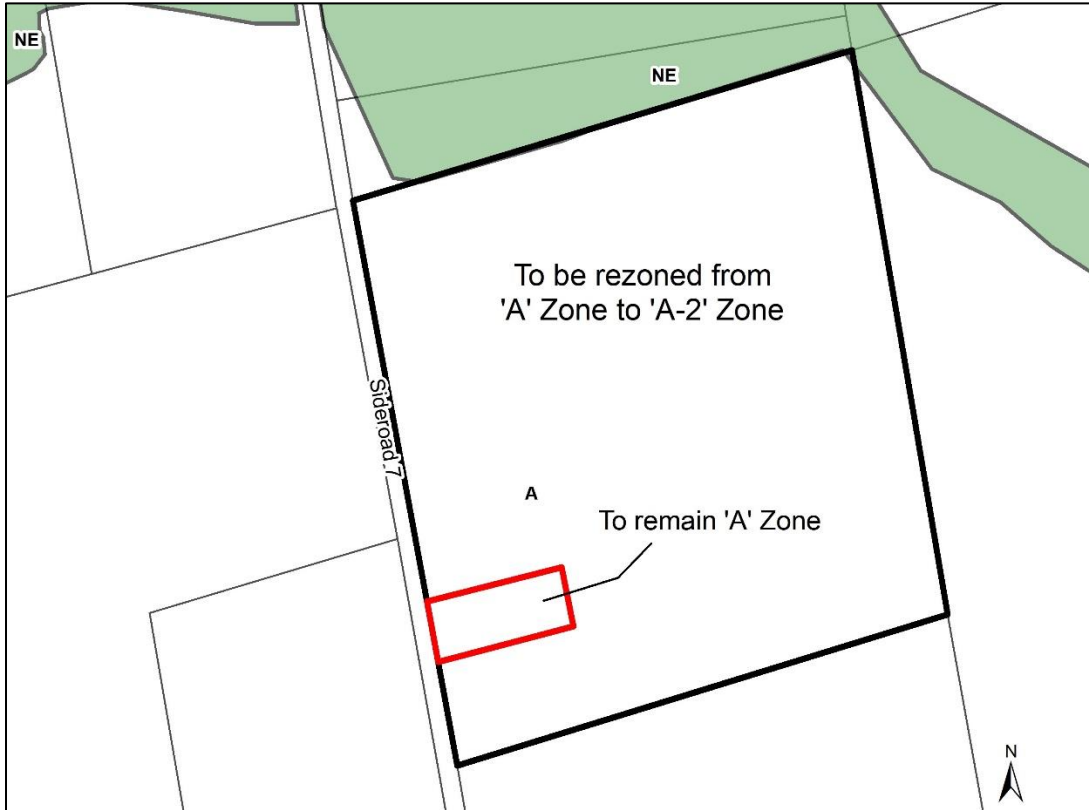 NE
NE
To be rezoned from
'A' Zone to 'A-2' Zone
Sideroad 7
A
To remain 'A' Zone
N